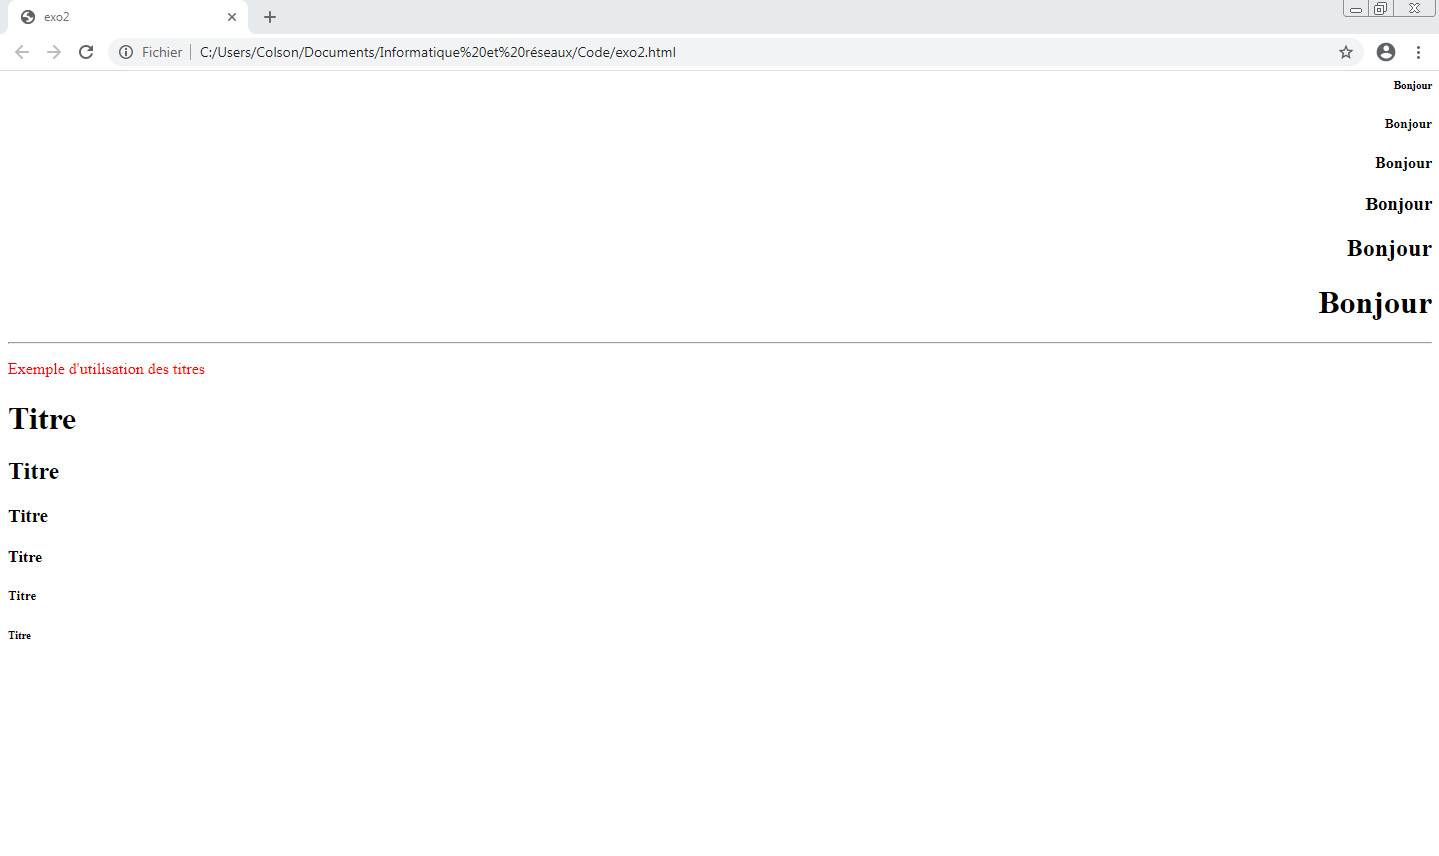 exo2
Fichier C:/Users/Colson/Documents/Informatique%20et%20réseaux/Code/exo2.html
Bonjour
Bonjour
Bonjour
Bonjour
Bonjour
Bonjour
Exemple d'utilisation des titres
Titre
Titre
Titre
Titre
Titre
Titre